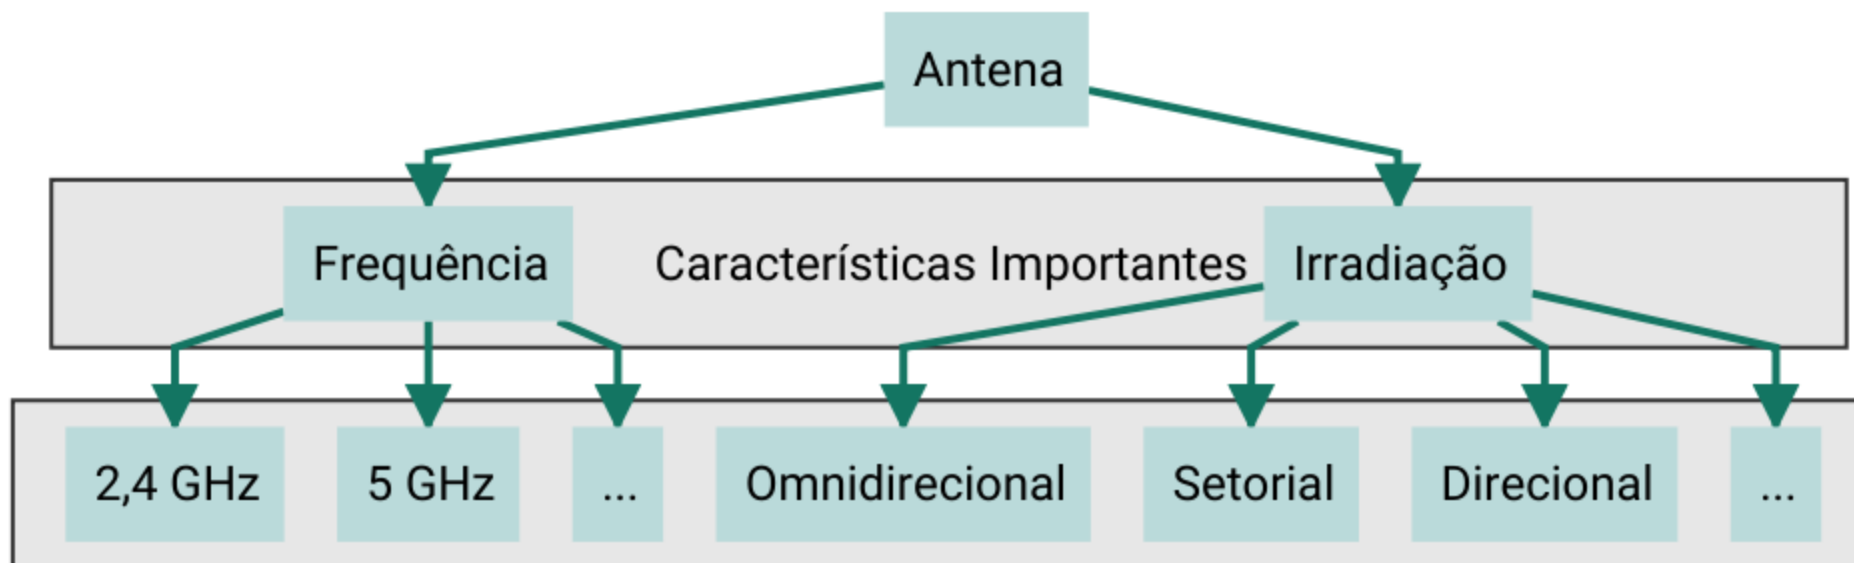 Antena
Frequência
Características Importantes
Irradiação
2,4 GHz
5 GHz
...
Omnidirecional
Setorial
Direcional
...